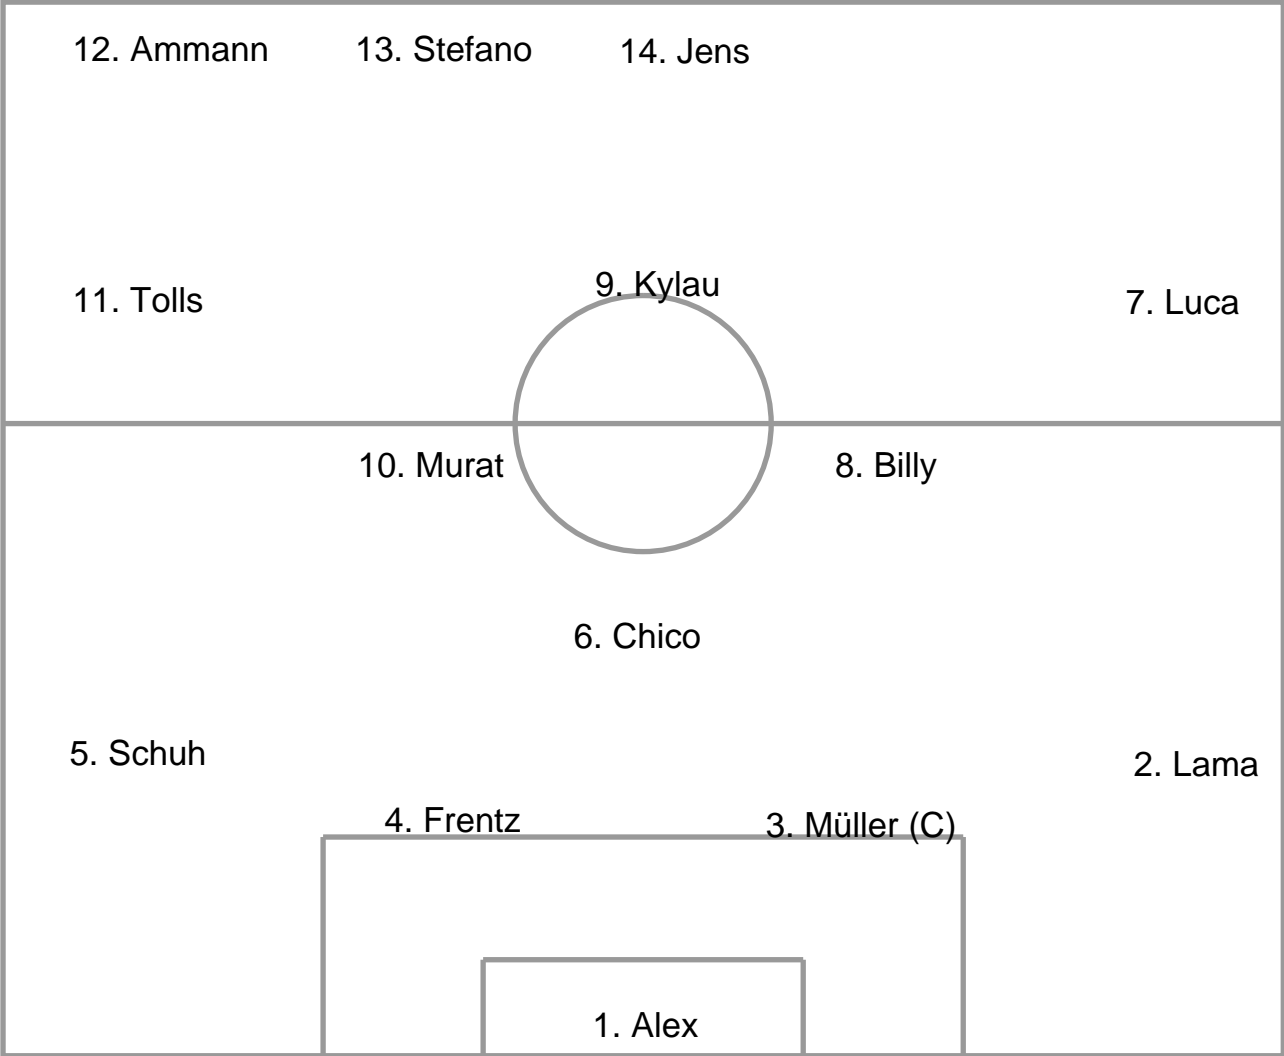 12. Ammann
13. Stefano
14. Jens
9. Kylau
11. Tolls
7. Luca
10. Murat
8. Billy
6. Chico
5. Schuh
2. Lama
4. Frentz
3. Müller (C)
1. Alex